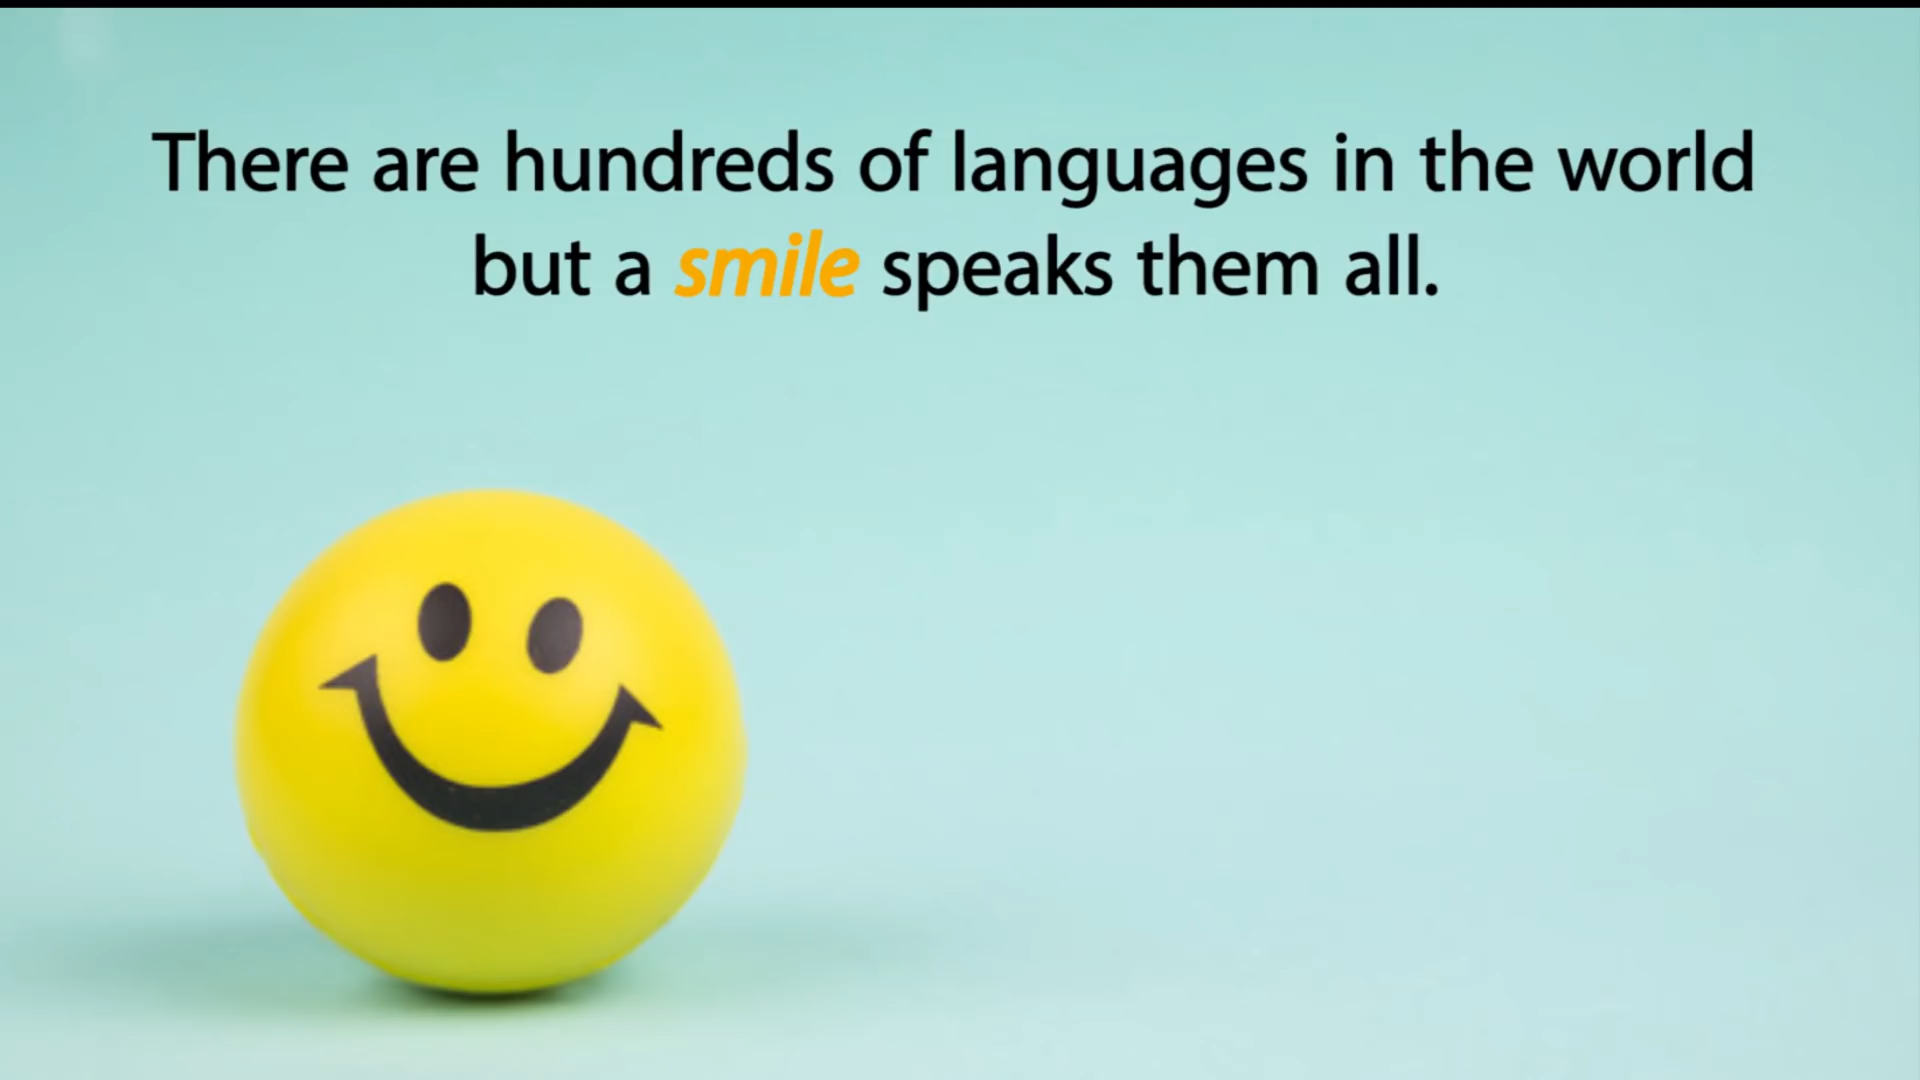 There are hundreds of languages in the world
but a smile speaks them all.